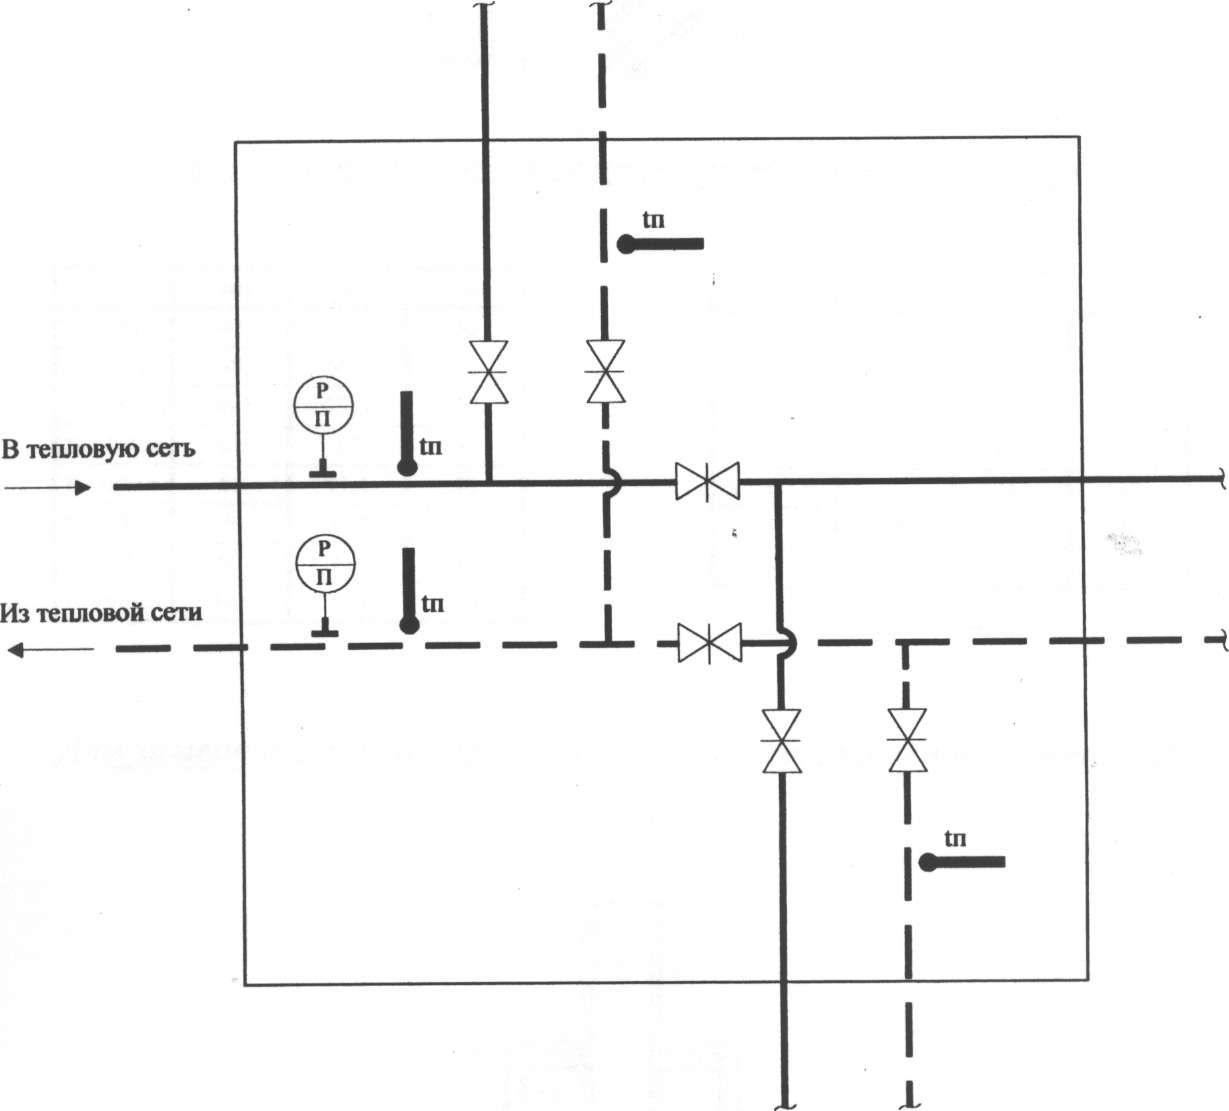 tп
P
П
tп
В тепловую сеть
P
П
tп
Из тепловой сети
tп